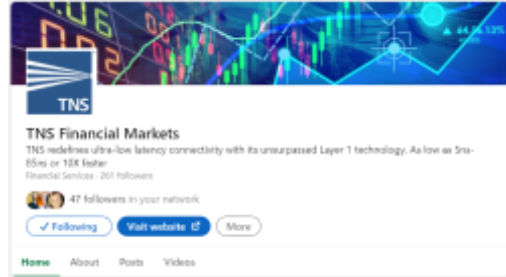 TNS
TNS Financial Markets
TNS redefines ultra-low latency connectivity with its unsurpassed Layer 1 technology. As low as 5ns-
85ns or 10X faster
Financial Services · 261 followers
47 followers in your network
✓ Following
Visit website
More
Home About Posts Videos